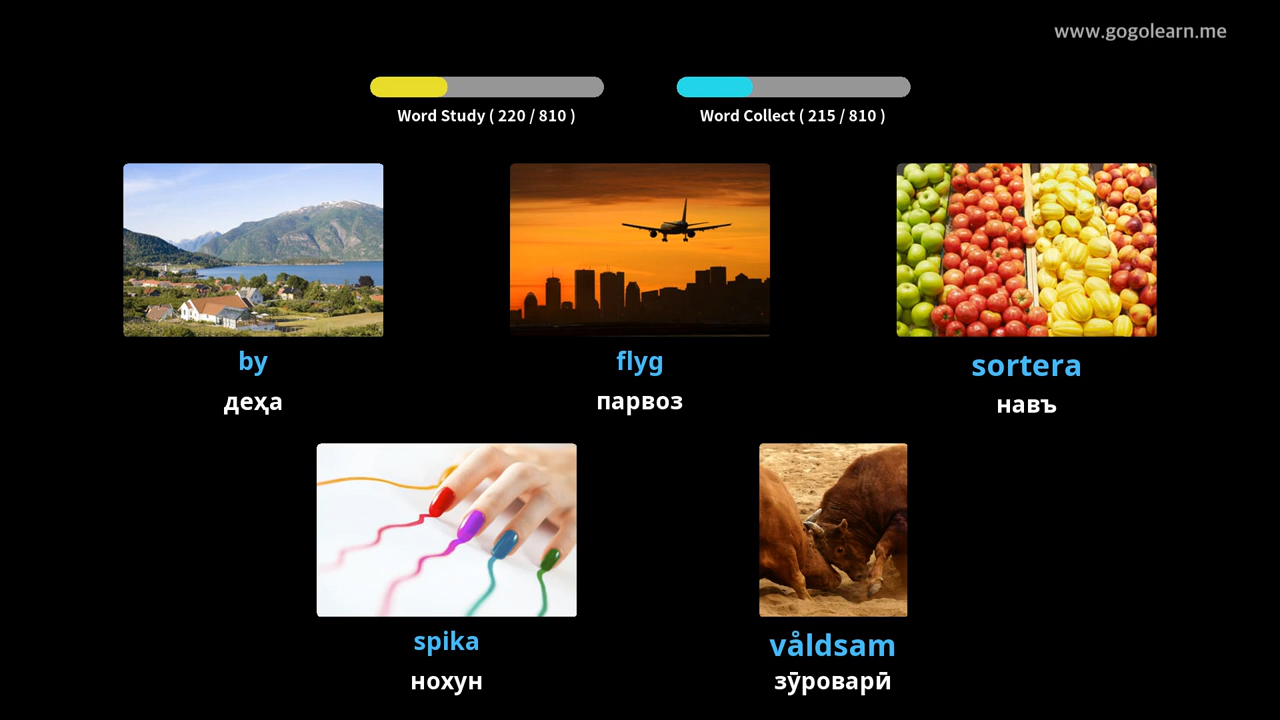 www.gogolearn.me
Word Study ( 220 / 810 )
Word Collect ( 215 / 810 )
by
деҳа
flyg
парвоз
sortera
навъ
spika
нохун
våldsam
зӯроварӣ